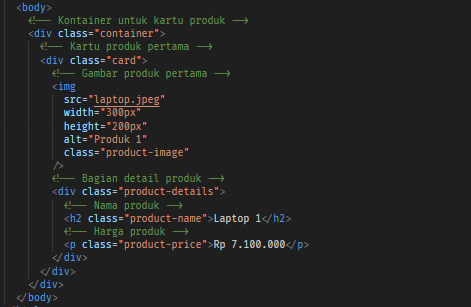 <body>
<!-- Kontainer untuk kartu produk -->
<div class="container">
<!-- Kartu produk pertama -->
<div class="card">
<!-- Gambar produk pertama -->
<img
src="laptop.jpeg"
width="300px"
height="200px"
alt="Produk 1"
class="product-image"
/>
<!-- Bagian detail produk -->
<div class="product-details">
<!-- Nama produk -->
<h2 class="product-name">Laptop 1</h2>
<!-- Harga produk -->
<p class="product-price">Rp 7.100.000</p>
</div>
</div>
</div>
</body>